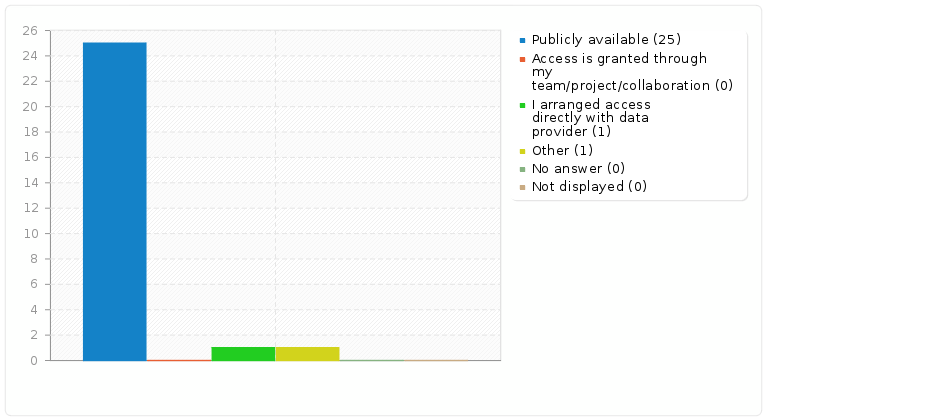 26
24
22
20
18
16
14
12
10
8
6
4
2
0
Publicly available (25)
Access is granted through
my
team/project/collaboration (0)
I arranged access
directly with data
provider (1)
Other (1)
No answer (0)
Not displayed (0)